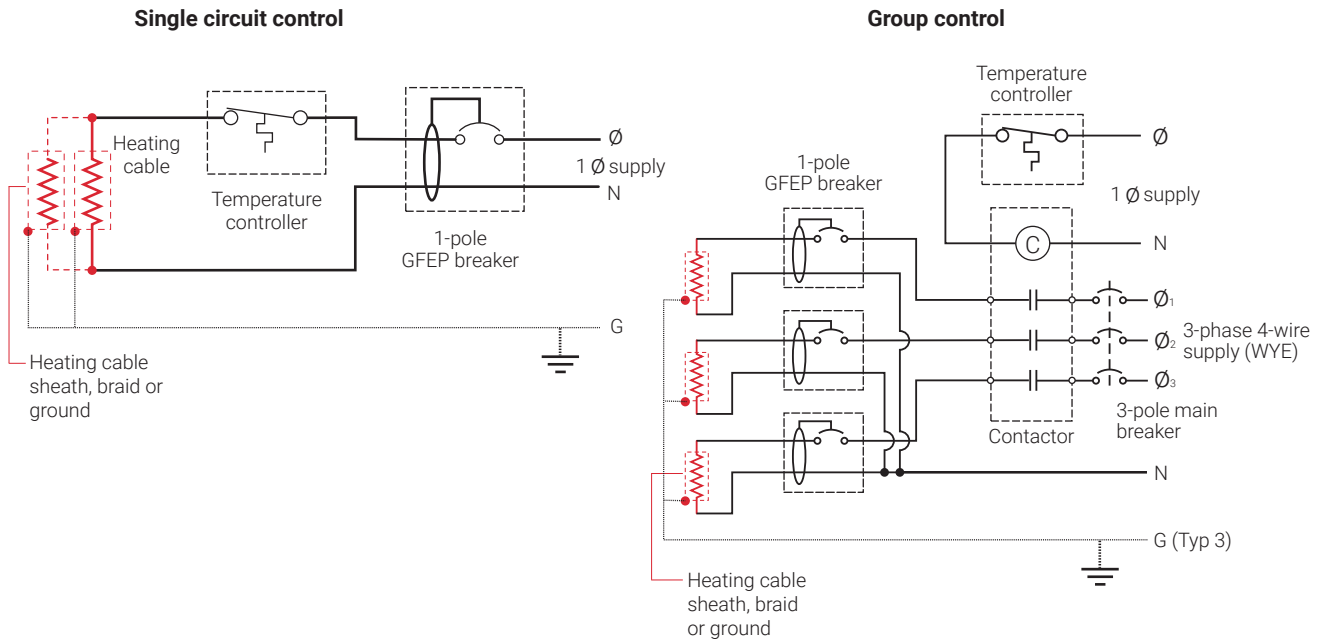 Single circuit control
Heating
cable
Temperature
controller
1-pole
GFEP breaker
Ø
1 Ø supply
N
G
Heating cable
sheath, braid or
ground
Group control
Temperature
controller
Ø
1 Ø supply
N
C
1-pole
GFEP breaker
Ø1
Ø2
3-phase 4-wire
supply (WYE)
Ø3
3-pole main
breaker
Contactor
N
G (Typ 3)
Heating cable
sheath, braid
or ground